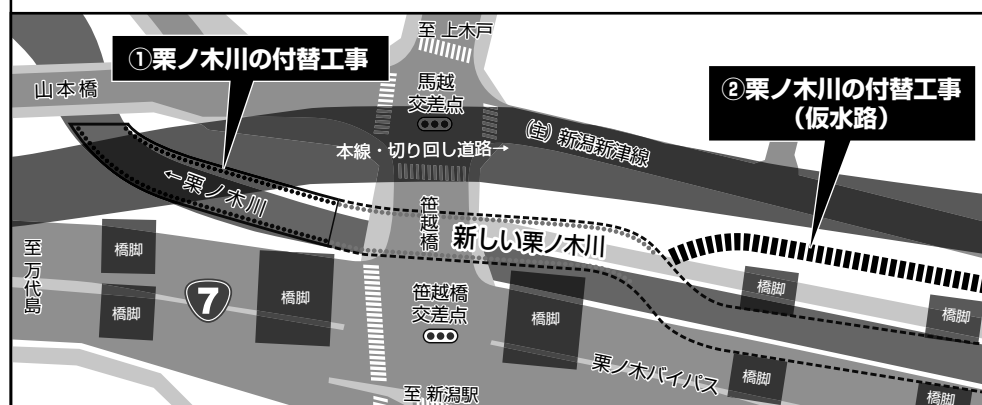 至 上木戸
①栗ノ木川の付替工事
山本橋
馬越
交差点
②栗ノ木川の付替工事
（仮水路）
(主) 新潟新津線
本線・切り回し道路→
←栗ノ木川
笹越橋
新しい栗ノ木川
至 万代島
橋脚
橋脚
7
橋脚
笹越橋
交差点
橋脚
橋脚
橋脚
栗ノ木バイパス
橋脚
橋脚
至 新潟駅